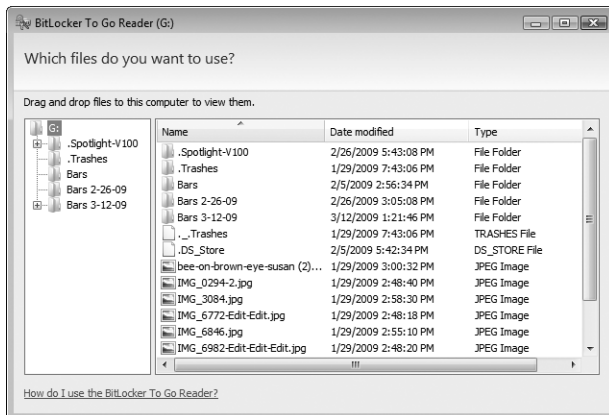 BitLocker To Go Reader (G:)
Which files do you want to use?
Drag and drop files to this computer to view them.
G:
.Spotlight-V100
.Trashes
Bars
Bars 2-26-09
Bars 3-12-09
Name Date modified Type
.Spotlight-V100 2/26/2009 5:43:08 PM File Folder
.Trashes 1/29/2009 7:43:06 PM File Folder
Bars 2/5/2009 2:56:34 PM File Folder
Bars 2-26-09 2/26/2009 3:05:08 PM File Folder
Bars 3-12-09 3/12/2009 1:21:46 PM File Folder
._.Trashes 1/29/2009 7:43:06 PM TRASHES File
.DS_Store 2/5/2009 5:42:34 PM DS_STORE File
bee-on-brown-eye-susan (2)... 1/29/2009 3:00:32 PM JPEG Image
IMG_0294-2.jpg 1/29/2009 2:48:40 PM JPEG Image
IMG_3084.jpg 1/29/2009 2:58:30 PM JPEG Image
IMG_6772-Edit-Edit.jpg 1/29/2009 2:48:18 PM JPEG Image
IMG_6846.jpg 1/29/2009 2:55:10 PM JPEG Image
IMG_6982-Edit-Edit-Edit.jpg 1/29/2009 2:48:20 PM JPEG Image
How do I use the BitLocker To Go Reader?